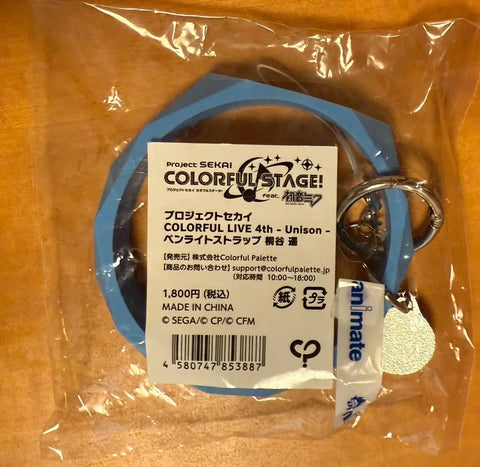 Project SEKAI
COLORFUL STAGE!
プロジェクトセカイ カラフルステージ!
feat. 初音ミク
プロジェクトセカイ
COLORFUL LIVE 4th - Unison -
ペンライトストラップ 桐谷 遥
【発売元】株式会社Colorful Palette
【商品のお問い合わせ】support@colorfulpalette.jp
(対応時間 10:00~18:00)
1,800円(税込)
MADE IN CHINA
© SEGA/© CP/© CFM
紙
プラ
4 580747 853887
animate